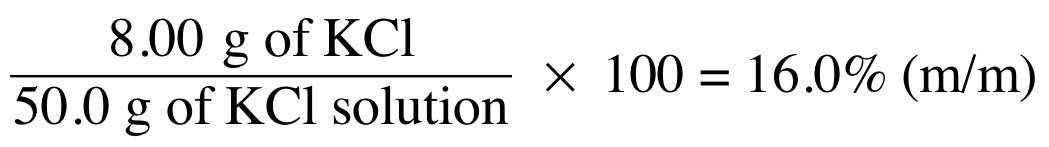 8.00 g of KCl
50.0 g of KCl solution
× 100 = 16.0% (m/m)